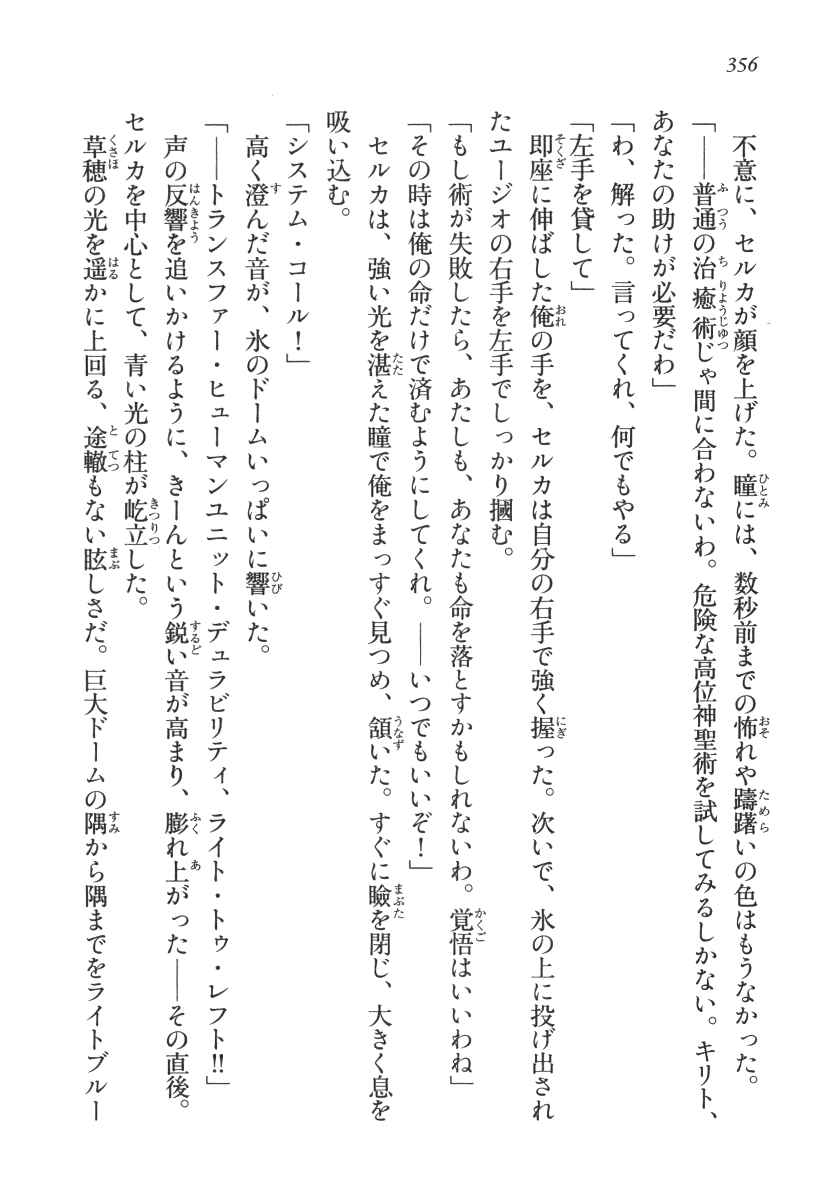 356
不意に、セルカが顔を上げた。瞳には、数秒前までの怖れや躊躇いの色はもうなかった。
「――普通の治癒術じゃ間に合わないわ。危険な高位神聖術を試してみるしかない。キリト、
あなたの助けが必要だわ」
「わ、解った。言ってくれ、何でもやる」
「左手を貸して」
即座に伸ばした俺の手を、セルカは自分の右手で強く握った。次いで、氷の上に投げ出され
たユージオの右手を左手でしっかり摑む。
「もし術が失敗したら、あたしも、あなたも命を落とすかもしれないわ。覚悟はいいわね」
「その時は俺の命だけで済むようにしてくれ。――いつでもいいぞ！」
セルカは、強い光を湛えた瞳で俺をまっすぐ見つめ、頷いた。すぐに瞼を閉じ、大きく息を
吸い込む。
「システム・コール！」
高く澄んだ音が、氷のドームいっぱいに響いた。
「――トランスファー・ヒューマンユニット・デュラビリティ、ライト・トゥ・レフト!!」
声の反響を追いかけるように、きーんという鋭い音が高まり、膨れ上がった――その直後。
セルカを中心として、青い光の柱が屹立した。
草穂の光を遥かに上回る、途轍もない眩しさだ。巨大ドームの隅から隅までをライトブルー